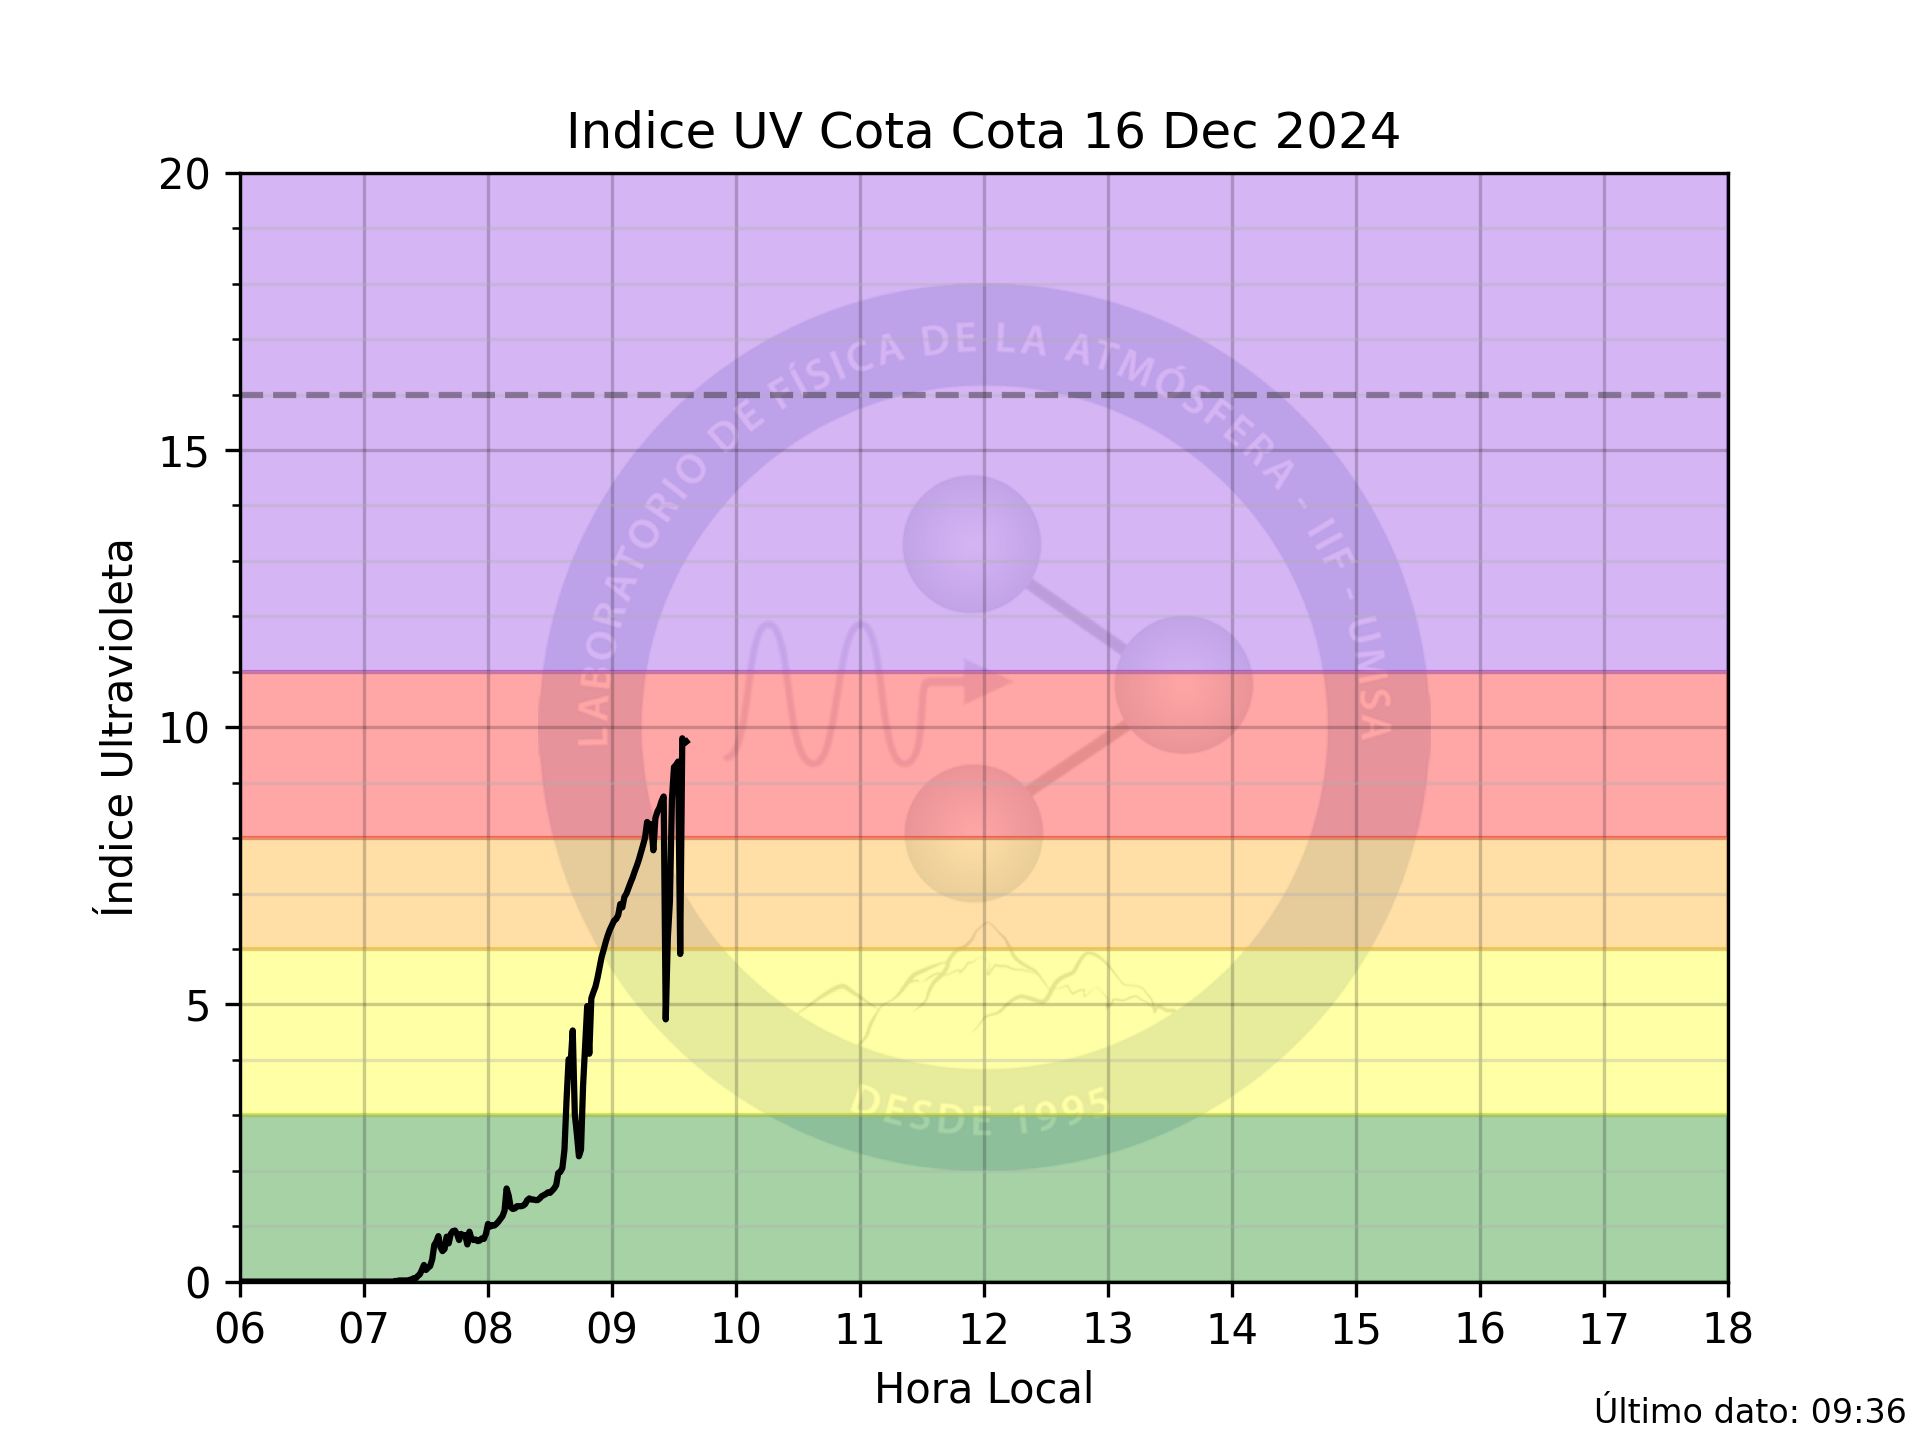 Indice UV Cota Cota 16 Dec 2024
20
15
10
5
0
Índice Ultravioleta
LABORATORIO DE FÍSICA DE LA ATMÓSFERA - IIF - UMSA
DESDE 1995
06 07 08 09 10 11 12 13 14 15 16 17 18
Hora Local
Último dato: 09:36